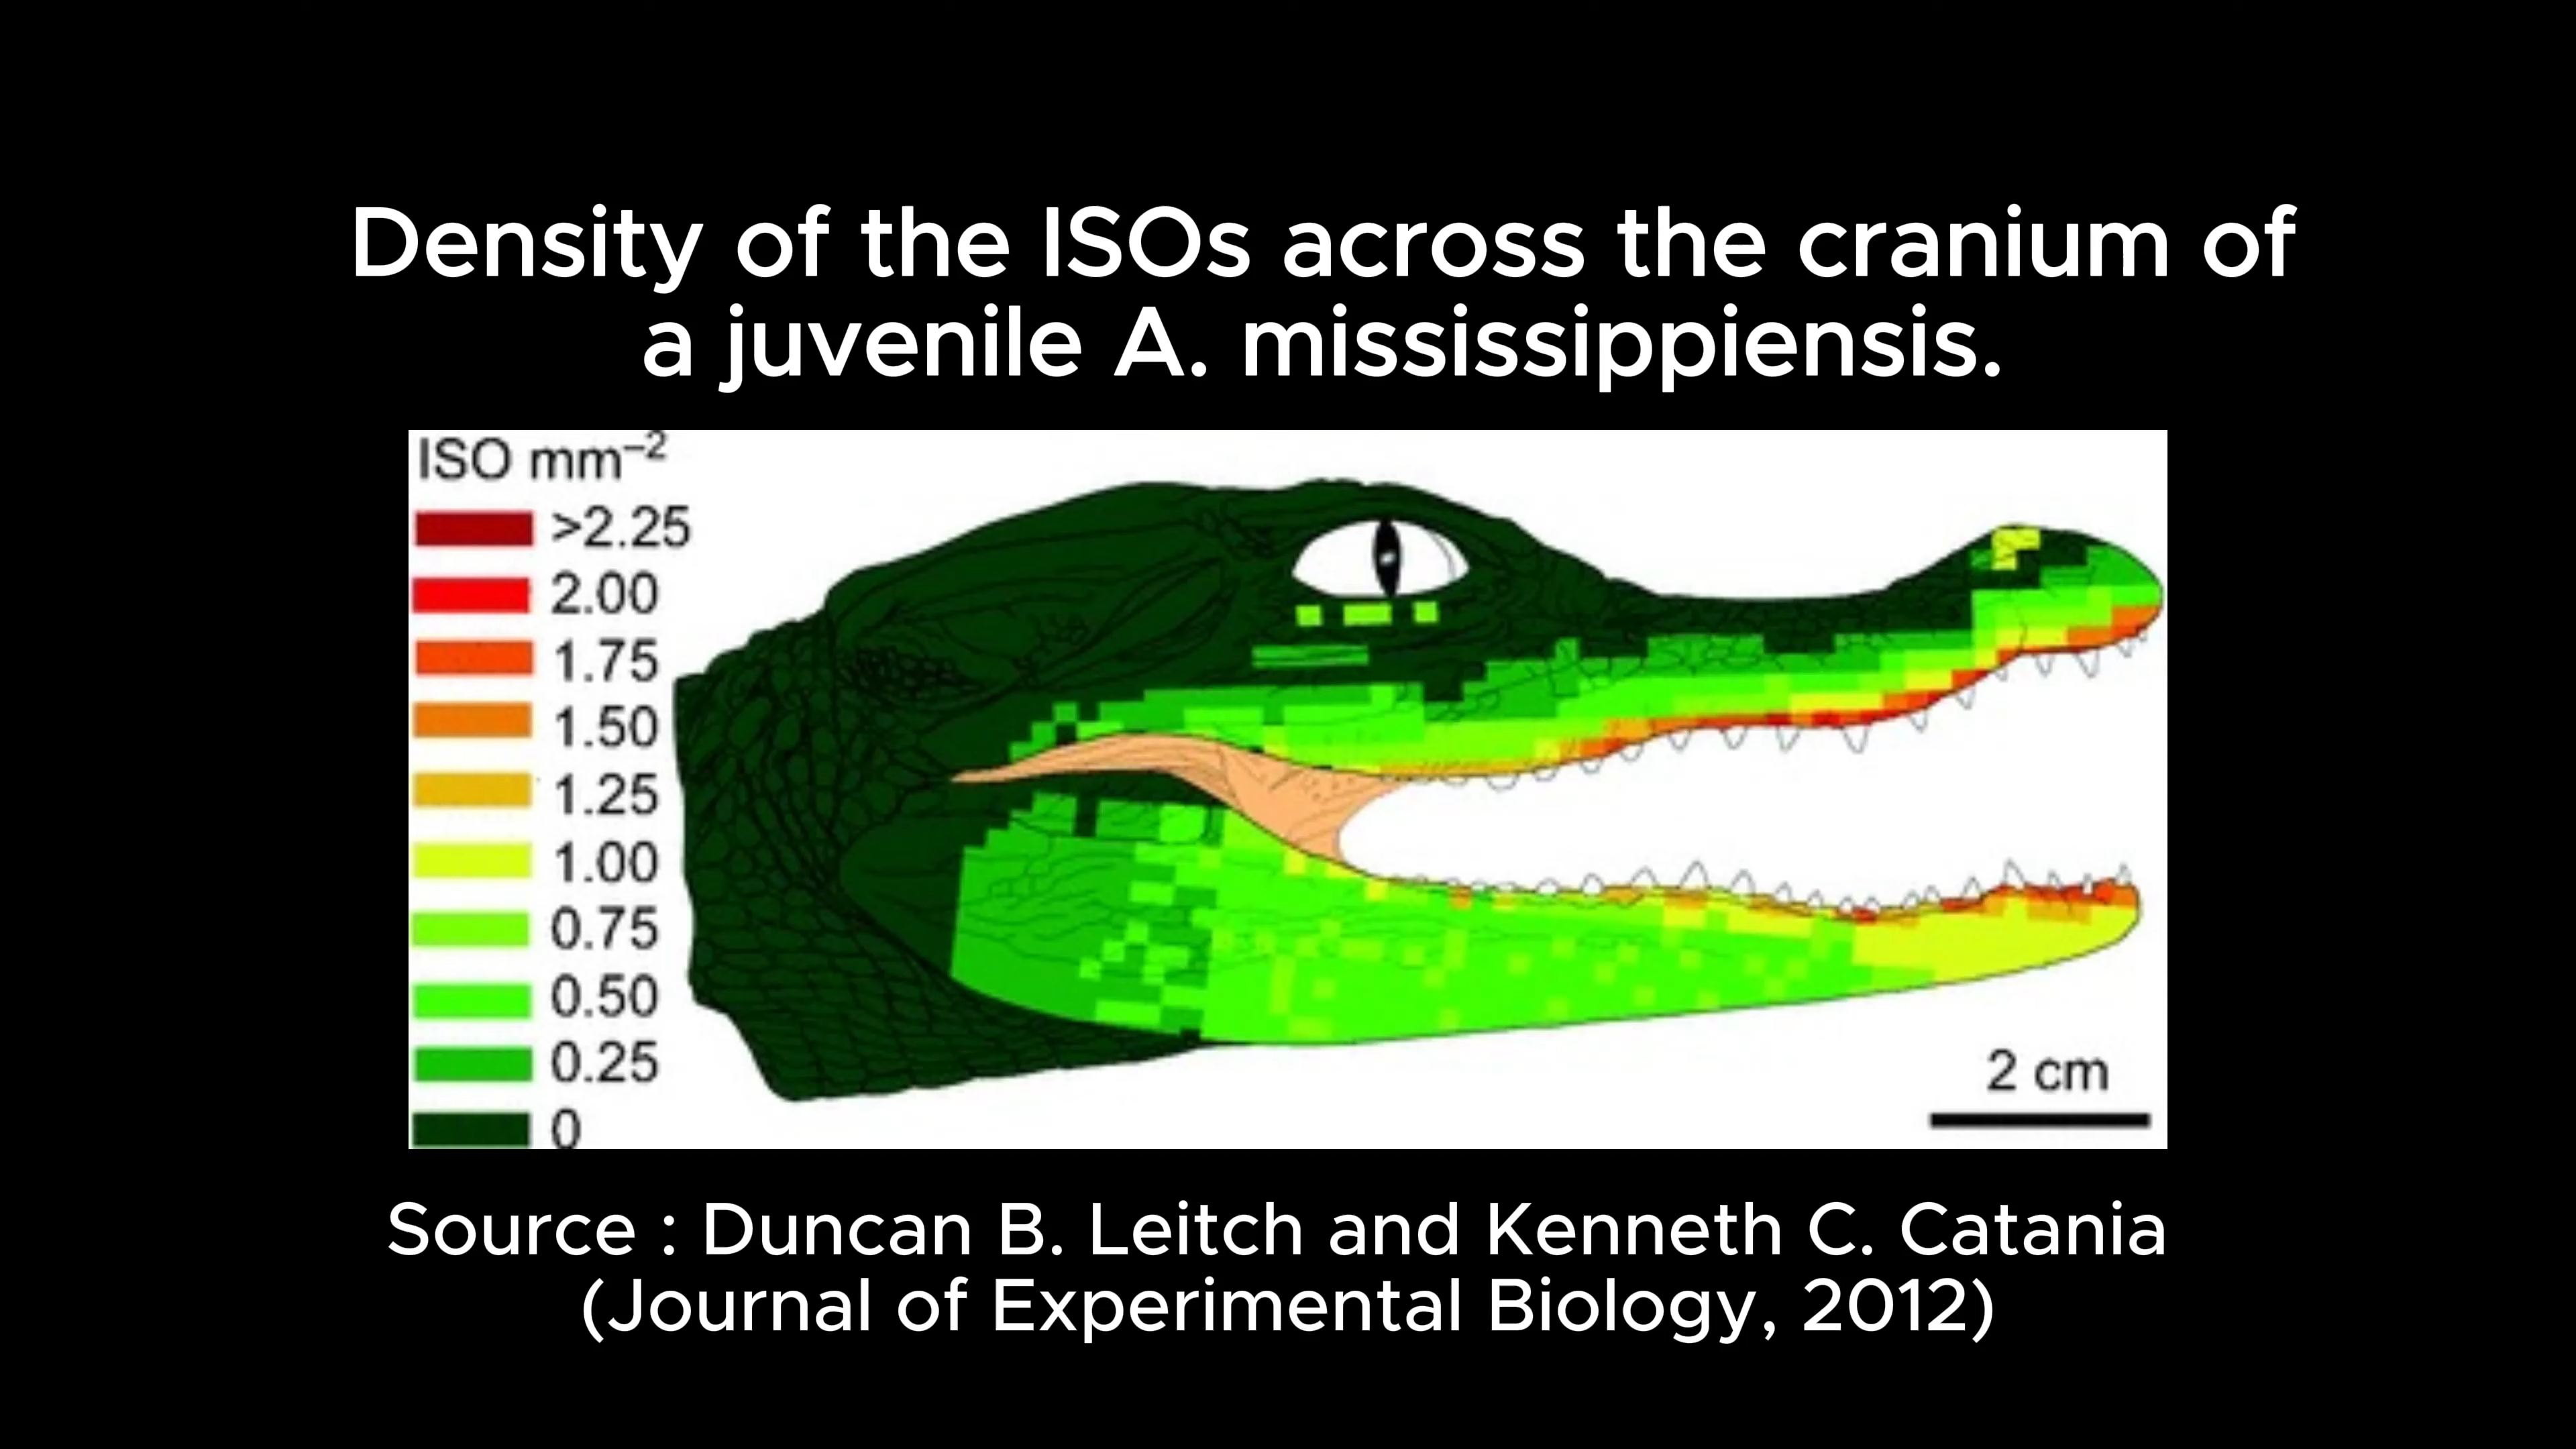 Density of the ISOs across the cranium of
a juvenile A. mississippiensis.
ISO mm⁻²
>2.25
2.00
1.75
1.50
1.25
1.00
0.75
0.50
0.25
0
2 cm
Source : Duncan B. Leitch and Kenneth C. Catania
(Journal of Experimental Biology, 2012)